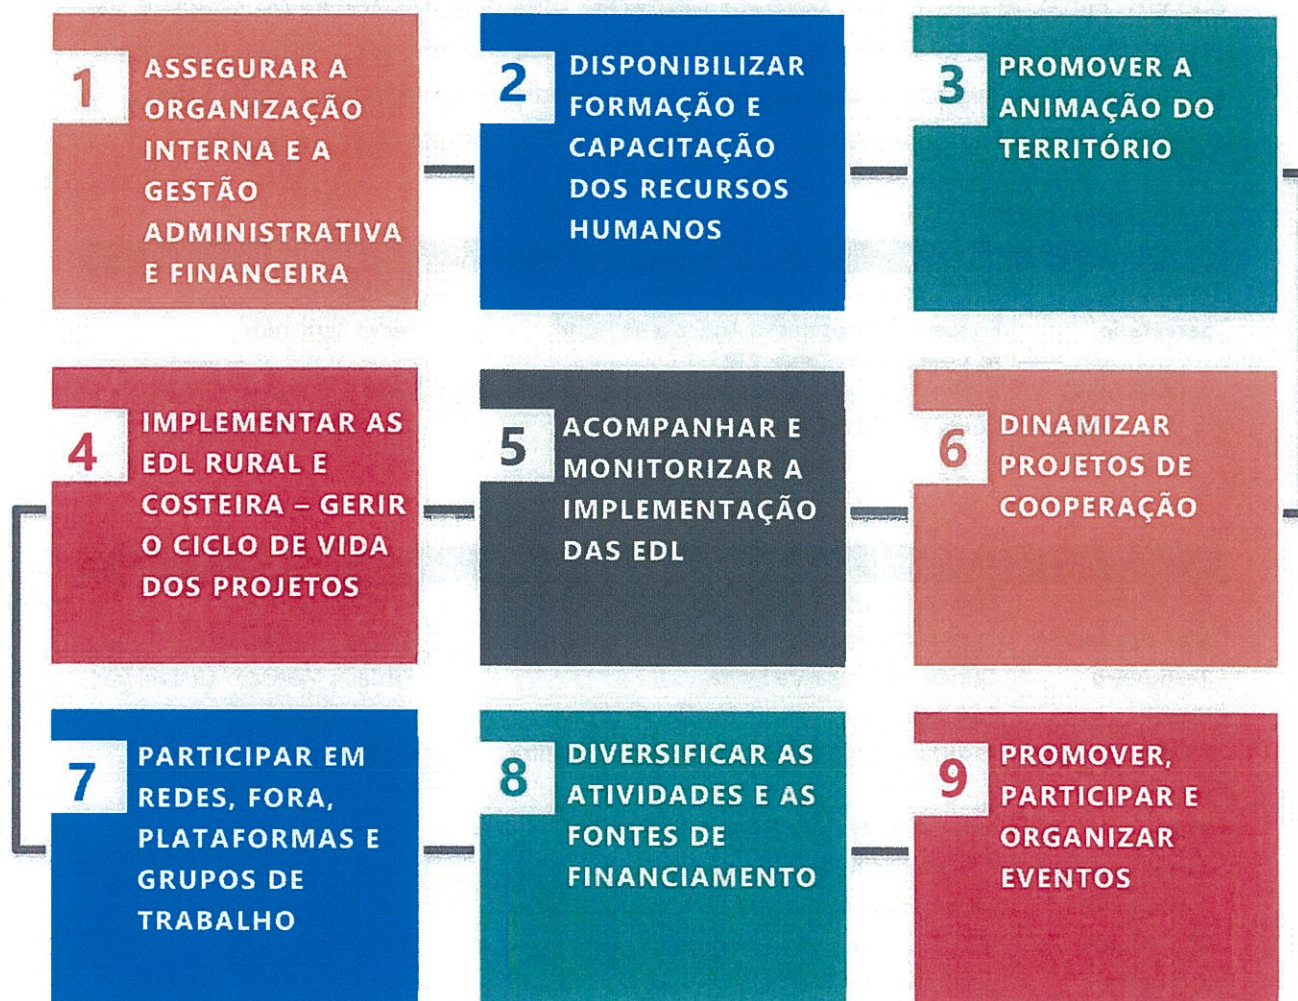 1
ASSEGURAR A
ORGANIZAÇÃO
INTERNA E A
GESTÃO
ADMINISTRATIVA
E FINANCEIRA
2
DISPONIBILIZAR
FORMAÇÃO E
CAPACITAÇÃO
DOS RECURSOS
HUMANOS
3
PROMOVER A
ANIMAÇÃO DO
TERRITÓRIO
4
IMPLEMENTAR AS
EDL RURAL E
COSTEIRA – GERIR
O CICLO DE VIDA
DOS PROJETOS
5
ACOMPANHAR E
MONITORIZAR A
IMPLEMENTAÇÃO
DAS EDL
6
DINAMIZAR
PROJETOS DE
COOPERAÇÃO
7
PARTICIPAR EM
REDES, FORA,
PLATAFORMAS E
GRUPOS DE
TRABALHO
8
DIVERSIFICAR AS
ATIVIDADES E AS
FONTES DE
FINANCIAMENTO
9
PROMOVER,
PARTICIPAR E
ORGANIZAR
EVENTOS